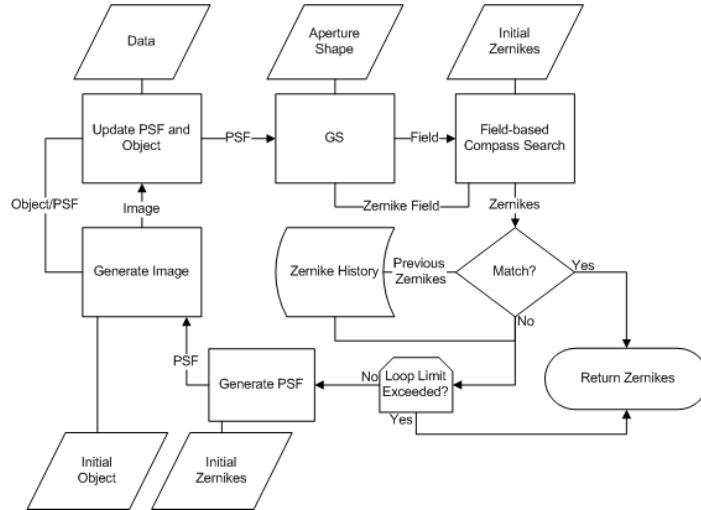 Data
Aperture
Shape
Initial
Zernikes
Update PSF and
Object
PSF
GS
Field
Field-based
Compass Search
Object/PSF
Image
Zernike Field
Zernikes
Generate Image
Zernike History
Previous
Zernikes
Match?
Yes
No
PSF
Generate PSF
No
Loop Limit
Exceeded?
Yes
Return Zernikes
Initial
Object
Initial
Zernikes